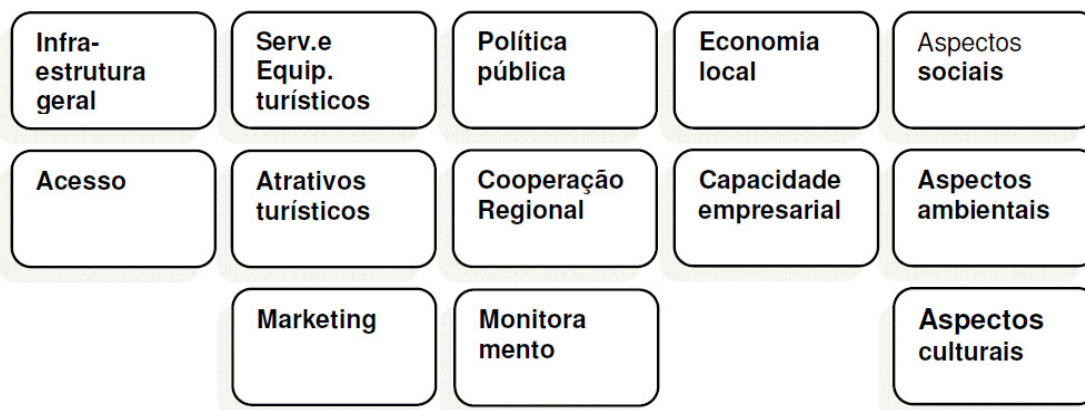 Infra-
estrutura
geral
Serv.e
Equip.
turísticos
Política
pública
Economia
local
Aspectos
sociais
Acesso
Atrativos
turísticos
Cooperação
Regional
Capacidade
empresarial
Aspectos
ambientais
Marketing
Monitora
mento
Aspectos
culturais